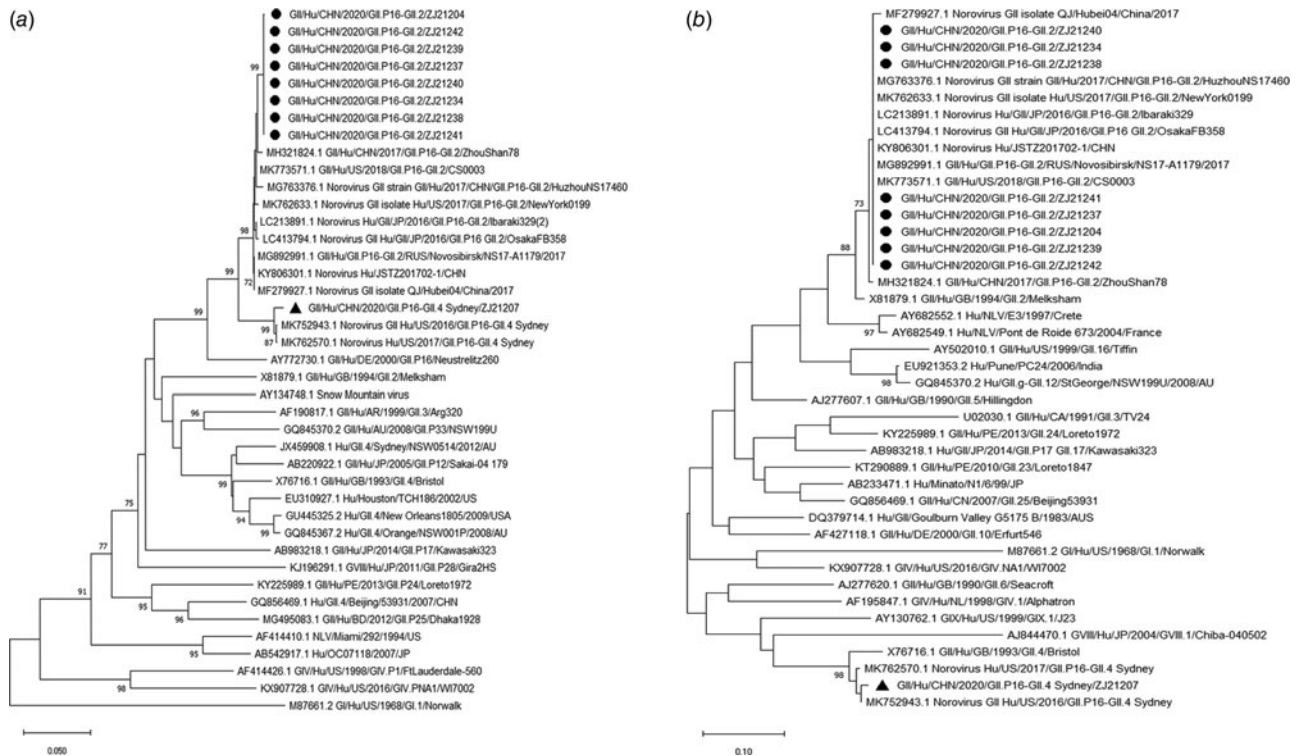 (a)
GII/Hu/CHN/2020/GII.P16-GII.2/ZJ21204
GII/Hu/CHN/2020/GII.P16-GII.2/ZJ21242
GII/Hu/CHN/2020/GII.P16-GII.2/ZJ21239
99
GII/Hu/CHN/2020/GII.P16-GII.2/ZJ21237
GII/Hu/CHN/2020/GII.P16-GII.2/ZJ21240
GII/Hu/CHN/2020/GII.P16-GII.2/ZJ21234
GII/Hu/CHN/2020/GII.P16-GII.2/ZJ21238
GII/Hu/CHN/2020/GII.P16-GII.2/ZJ21241
MH321824.1 GII/Hu/CHN/2017/GII.P16-GII.2/ZhouShan78
MK773571.1 GII/Hu/US/2018/GII.P16-GII.2/CS0003
MG763376.1 Norovirus GII strain GII/Hu/2017/CHN/GII.P16-GII.2/HuzhouNS17460
MK762633.1 Norovirus GII isolate Hu/US/2017/GII.P16-GII.2/NewYork0199
LC213891.1 Norovirus Hu/GII/JP/2016/GII.P16-GII.2/Ibaraki329(2)
98
LC413794.1 Norovirus GII Hu/GII/JP/2016/GII.P16 GII.2/OsakaFB358
MG892991.1 GII/Hu/GII.P16-GII.2/RUS/Novosibirsk/NS17-A1179/2017
99
KY806301.1 Norovirus Hu/JSTZ201702-1/CHN
72
MF279927.1 Norovirus GII isolate QJ/Hubei04/China/2017
GII/Hu/CHN/2020/GII.P16-GII.4 Sydney/ZJ21207
99
MK752943.1 Norovirus GII Hu/US/2016/GII.P16-GII.4 Sydney
99
87
MK762570.1 Norovirus Hu/US/2017/GII.P16-GII.4 Sydney
AY772730.1 GII/Hu/DE/2000/GII.P16/Neustrelitz260
X81879.1 GII/Hu/GB/1994/GII.2/Melksham
AY134748.1 Snow Mountain virus
96
AF190817.1 GII/Hu/AR/1999/GII.3/Arg320
GQ845370.2 GII/Hu/AU/2008/GII.P33/NSW199U
JX459908.1 Hu/GII.4/Sydney/NSW0514/2012/AU
AB220922.1 GII/Hu/JP/2005/GII.P12/Sakai-04 179
99
X76716.1 GII/Hu/GB/1993/GII.4/Bristol
EU310927.1 Hu/Houston/TCH186/2002/US
94
GU445325.2 Hu/GII.4/New Orleans1805/2009/USA
99
GQ845367.2 Hu/GII.4/Orange/NSW001P/2008/AU
75
AB983218.1 GII/Hu/JP/2014/GII.P17/Kawasaki323
77
KJ196291.1 GVIII/Hu/JP/2011/GII.P28/Gira2HS
91
KY225989.1 GII/Hu/PE/2013/GII.P24/Loreto1972
95
GQ856469.1 Hu/GII.4/Beijing/53931/2007/CHN
96
MG495083.1 GII/Hu/BD/2012/GII.P25/Dhaka1928
AF414410.1 NLV/Miami/292/1994/US
95
AB542917.1 Hu/OC07118/2007/JP
AF414426.1 GIV/Hu/US/1998/GIV.P1/FtLauderdale-560
98
KX907728.1 GIV/Hu/US/2016/GIV.PNA1/WI7002
M87661.2 GI/Hu/US/1968/GI.1/Norwalk
0.050
(b)
MF279927.1 Norovirus GII isolate QJ/Hubei04/China/2017
GII/Hu/CHN/2020/GII.P16-GII.2/ZJ21240
GII/Hu/CHN/2020/GII.P16-GII.2/ZJ21234
GII/Hu/CHN/2020/GII.P16-GII.2/ZJ21238
MG763376.1 Norovirus GII strain GII/Hu/2017/CHN/GII.P16-GII.2/HuzhouNS17460
MK762633.1 Norovirus GII isolate Hu/US/2017/GII.P16-GII.2/NewYork0199
LC213891.1 Norovirus Hu/GII/JP/2016/GII.P16-GII.2/Ibaraki329
LC413794.1 Norovirus GII Hu/GII/JP/2016/GII.P16 GII.2/OsakaFB358
KY806301.1 Norovirus Hu/JSTZ201702-1/CHN
MG892991.1 GII/Hu/GII.P16-GII.2/RUS/Novosibirsk/NS17-A1179/2017
MK773571.1 GII/Hu/US/2018/GII.P16-GII.2/CS0003
73
GII/Hu/CHN/2020/GII.P16-GII.2/ZJ21241
GII/Hu/CHN/2020/GII.P16-GII.2/ZJ21237
GII/Hu/CHN/2020/GII.P16-GII.2/ZJ21204
88
GII/Hu/CHN/2020/GII.P16-GII.2/ZJ21239
GII/Hu/CHN/2020/GII.P16-GII.2/ZJ21242
MH321824.1 GII/Hu/CHN/2017/GII.P16-GII.2/ZhouShan78
X81879.1 GII/Hu/GB/1994/GII.2/Melksham
AY682552.1 Hu/NLV/E3/1997/Crete
97
AY682549.1 Hu/NLV/Pont de Roide 673/2004/France
AY502010.1 GII/Hu/US/1999/GII.16/Tiffin
EU921353.2 Hu/Pune/PC24/2006/India
98
GQ845370.2 Hu/GII.g-GII.12/StGeorge/NSW199U/2008/AU
AJ277607.1 GII/Hu/GB/1990/GII.5/Hillingdon
U02030.1 GII/Hu/CA/1991/GII.3/TV24
KY225989.1 GII/Hu/PE/2013/GII.24/Loreto1972
AB983218.1 GII/Hu/JP/2014/GII.P17 GII.17/Kawasaki323
KT290889.1 GII/Hu/PE/2010/GII.23/Loreto1847
AB233471.1 Hu/Minato/N1/6/99/JP
GQ856469.1 GII/Hu/CN/2007/GII.25/Beijing53931
DQ379714.1 Hu/GII/Goulburn Valley G5175 B/1983/AUS
AF427118.1 GII/Hu/DE/2000/GII.10/Erfurt546
M87661.2 GI/Hu/US/1968/GI.1/Norwalk
KX907728.1 GIV/Hu/US/2016/GIV.NA1/WI7002
AJ277620.1 GII/Hu/GB/1990/GII.6/Seacroft
AF195847.1 GIV/Hu/NL/1998/GIV.1/Alphatron
AY130762.1 GIX/Hu/US/1999/GIX.1/J23
AJ844470.1 GVIII/Hu/JP/2004/GVIII.1/Chiba-040502
X76716.1 GII/Hu/GB/1993/GII.4/Bristol
MK762570.1 Norovirus Hu/US/2017/GII.P16-GII.4 Sydney
98
GII/Hu/CHN/2020/GII.P16-GII.4 Sydney/ZJ21207
MK752943.1 Norovirus GII Hu/US/2016/GII.P16-GII.4 Sydney
0.10